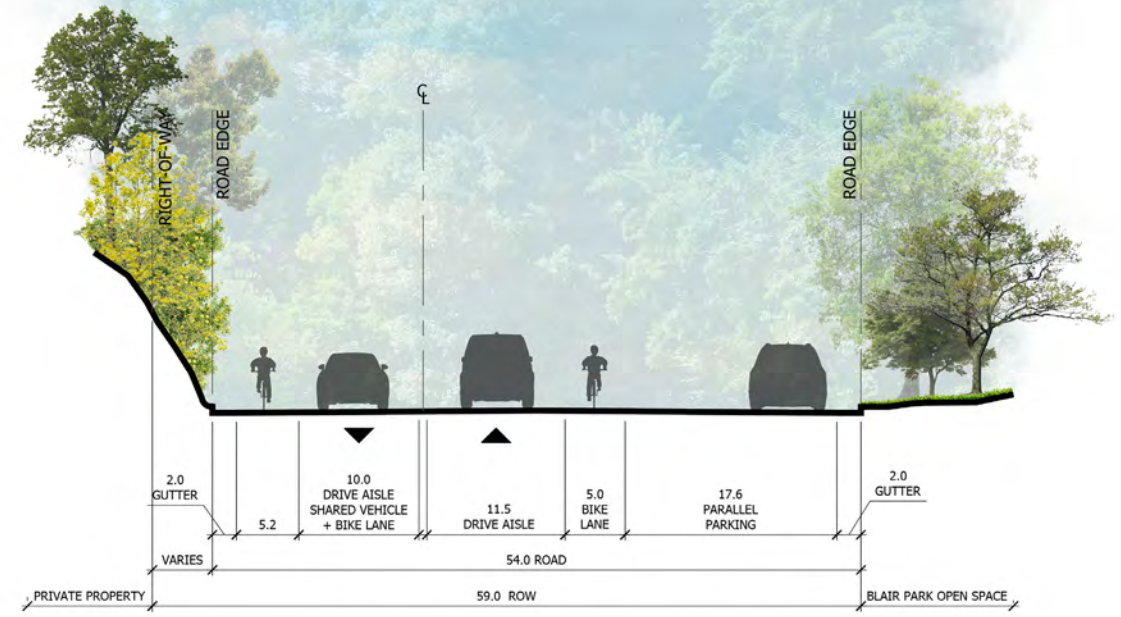 ℄
RIGHT-OF-WAY
ROAD EDGE
ROAD EDGE
2.0
GUTTER
5.2
10.0
DRIVE AISLE
SHARED VEHICLE
+ BIKE LANE
11.5
DRIVE AISLE
5.0
BIKE
LANE
17.6
PARALLEL
PARKING
2.0
GUTTER
VARIES
54.0 ROAD
PRIVATE PROPERTY
59.0 ROW
BLAIR PARK OPEN SPACE